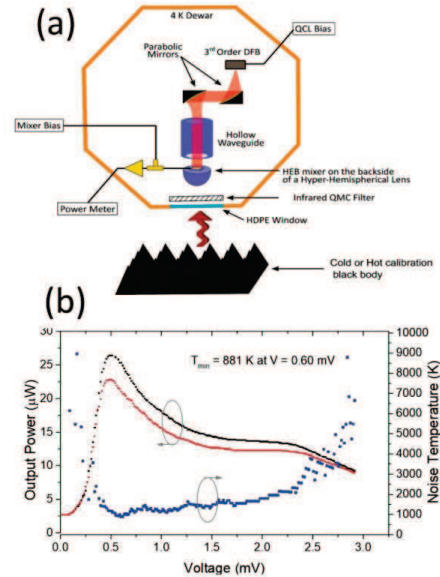 (a)
4 K Dewar
QCL Bias
Parabolic
Mirrors
3rd Order DFB
Mixer Bias
Hollow
Waveguide
HEB mixer on the backside
of a Hyper-Hemispherical Lens
Power Meter
Infrared QMC Filter
HDPE Window
Cold or Hot calibration
black body
(b)
Tmin = 881 K at V = 0.60 mV
Output Power (μW)
30
25
20
15
10
5
0
Noise Temperature (K)
10000
9000
8000
7000
6000
5000
4000
3000
2000
1000
0
0.0 0.5 1.0 1.5 2.0 2.5 3.0
Voltage (mV)